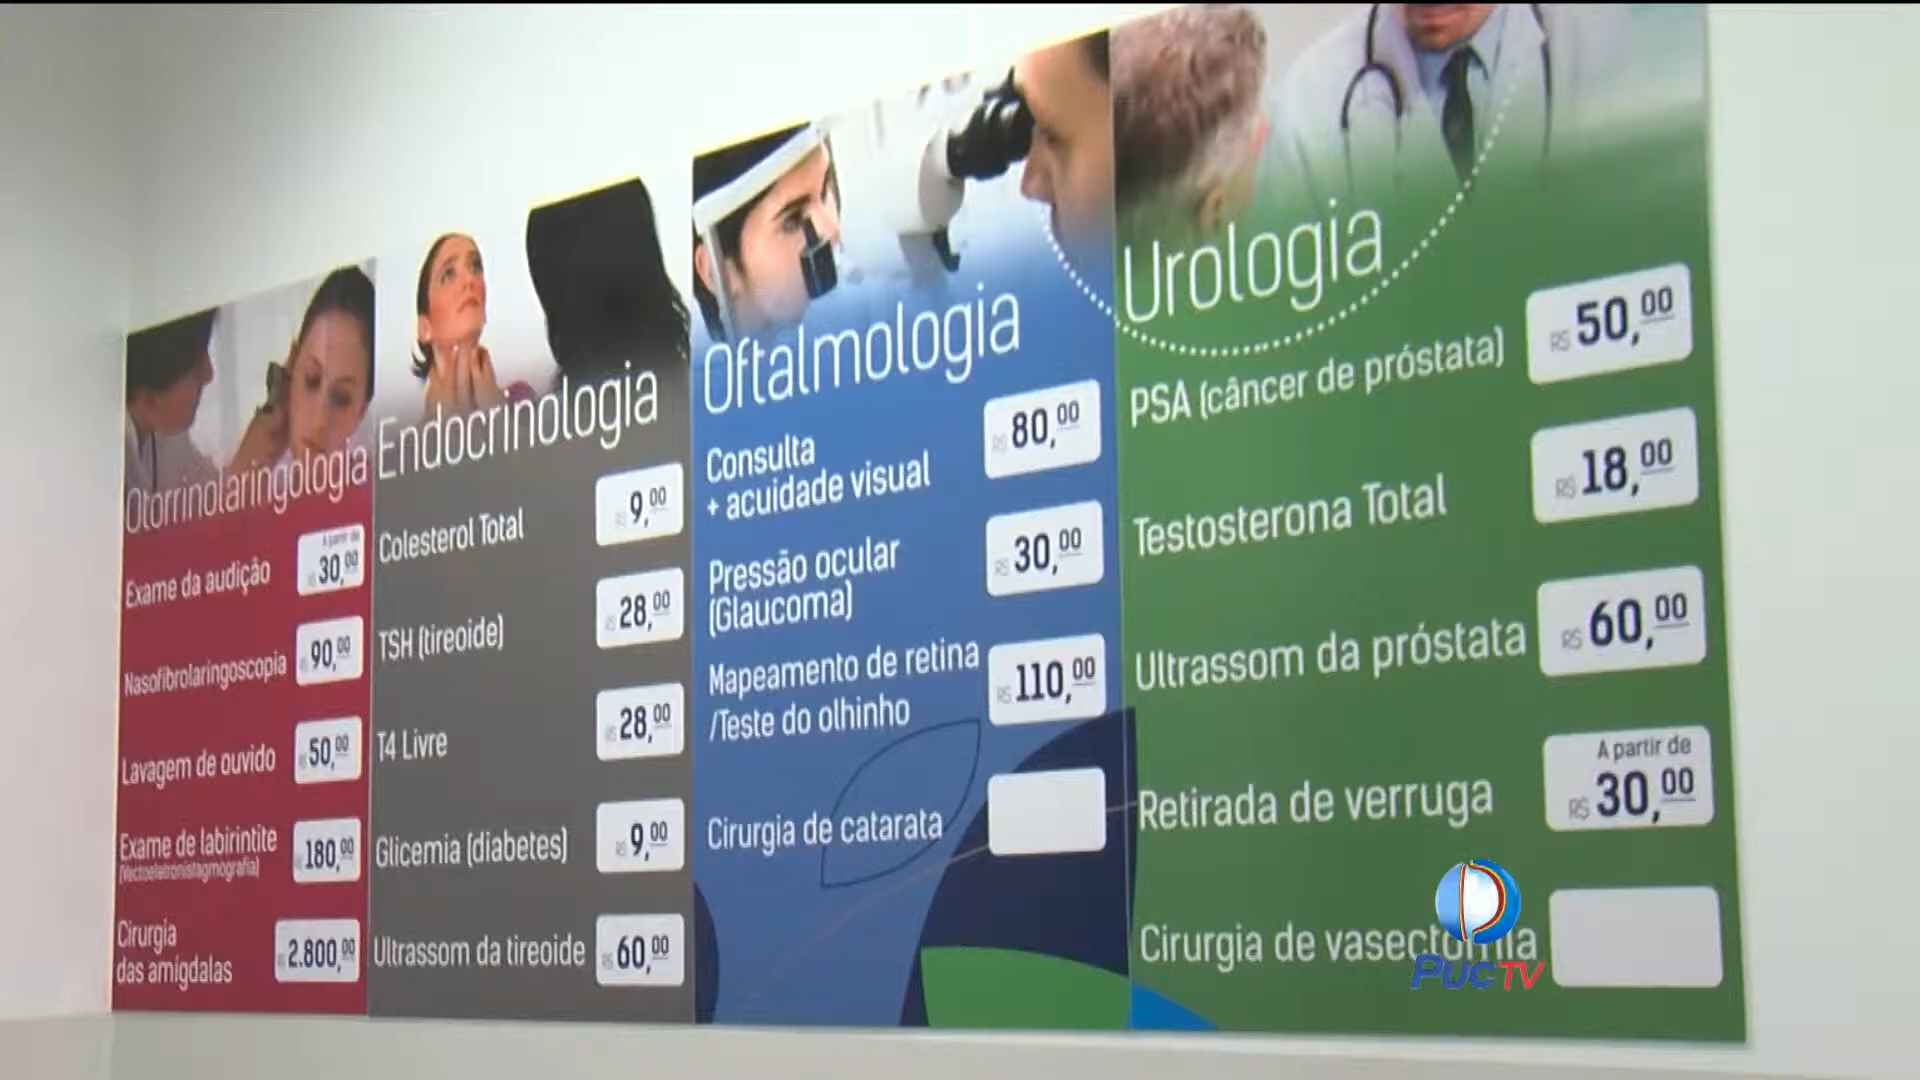 Otorrinolaringologia
Exame da audição
A partir de
R$ 30,00
Nasofibrolaringoscopia
R$ 90,00
Lavagem de ouvido
R$ 50,00
Exame de labirintite
(Vectoeletronistagmografia)
R$ 180,00
Cirurgia
das amígdalas
R$ 2.800,00
Endocrinologia
Colesterol Total
R$ 9,00
TSH (tireoide)
R$ 28,00
T4 Livre
R$ 28,00
Glicemia (diabetes)
R$ 9,00
Ultrassom da tireoide
R$ 60,00
Oftalmologia
Consulta
+ acuidade visual
R$ 80,00
Pressão ocular
(Glaucoma)
R$ 30,00
Mapeamento de retina
/Teste do olhinho
R$ 110,00
Cirurgia de catarata
Urologia
PSA (câncer de próstata)
R$ 50,00
Testosterona Total
R$ 18,00
Ultrassom da próstata
R$ 60,00
Retirada de verruga
A partir de
R$ 30,00
Cirurgia de vasectomia
PUC TV